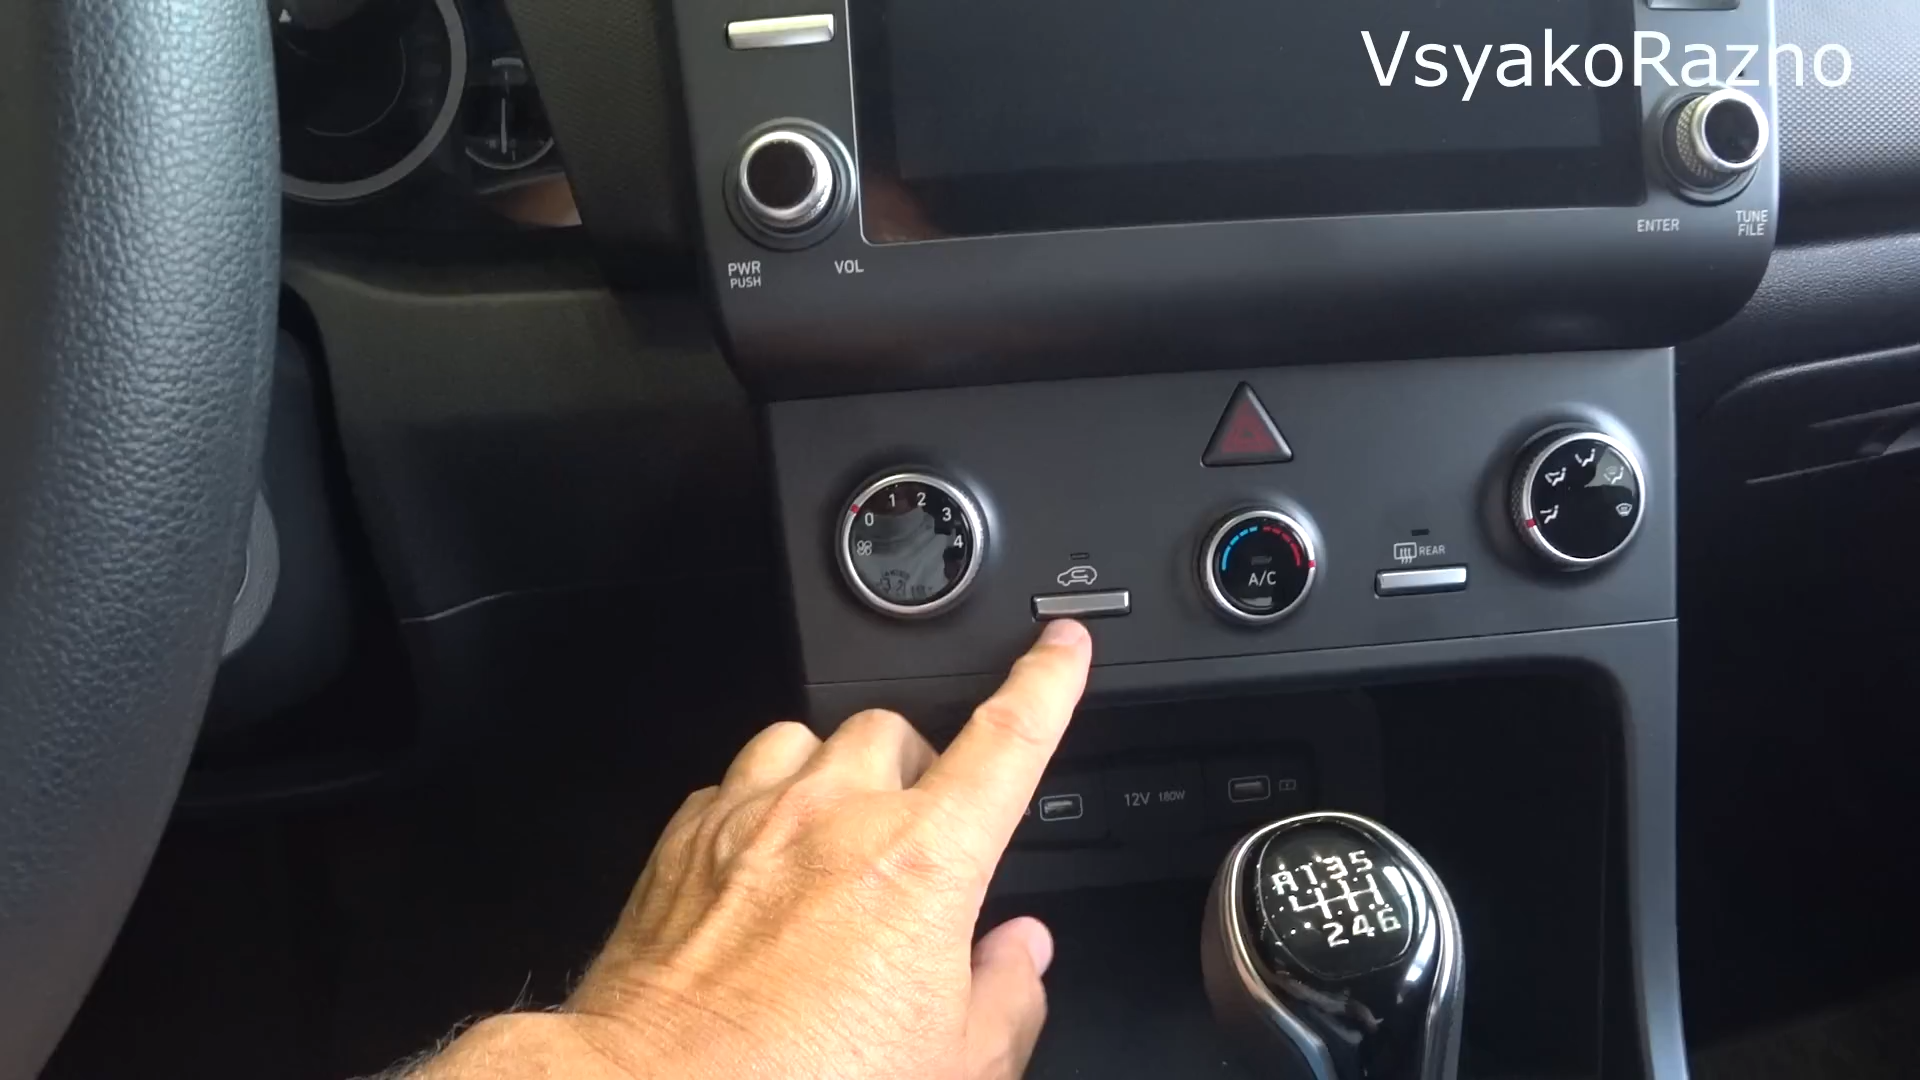 VsyakoRazno
ENTER
TUNE
FILE
PWR
PUSH
VOL
0 1 2 3 4
A/C
REAR
12V 180W
R 1 3 5
2 4 6